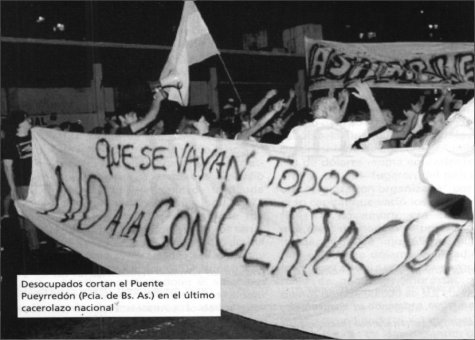 QUE SE VAYAN TODOS
NO A LA CONCERTACIÓN
Desocupados cortan el Puente
Pueyrredón (Pcia. de Bs. As.) en el último
cacerolazo nacional